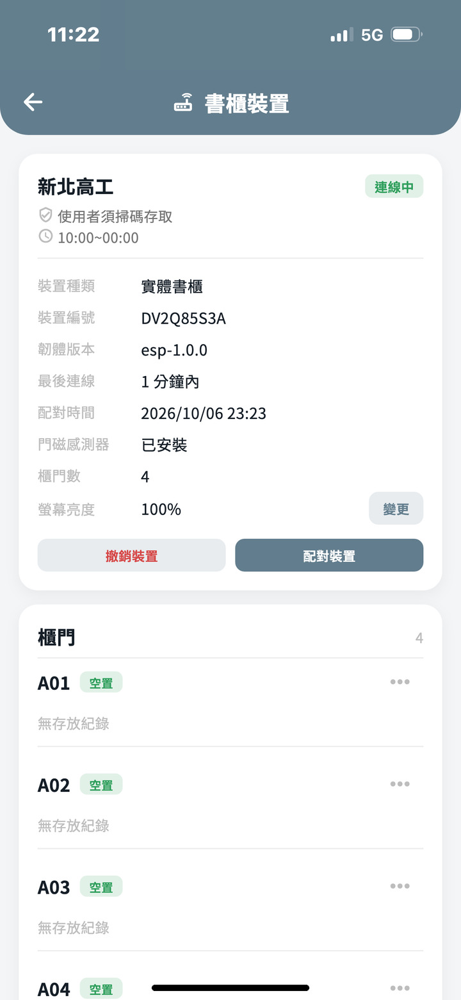 11:22 5G
書櫃裝置
新北高工 連線中
使用者須掃碼存取
10:00~00:00
裝置種類 實體書櫃
裝置編號 DV2Q85S3A
韌體版本 esp-1.0.0
最後連線 1 分鐘內
配對時間 2026/10/06 23:23
門磁感測器 已安裝
櫃門數 4
螢幕亮度 100% 變更
撤銷裝置 配對裝置
櫃門 4
A01 空置
無存放紀錄
A02 空置
無存放紀錄
A03 空置
無存放紀錄
A04 空置